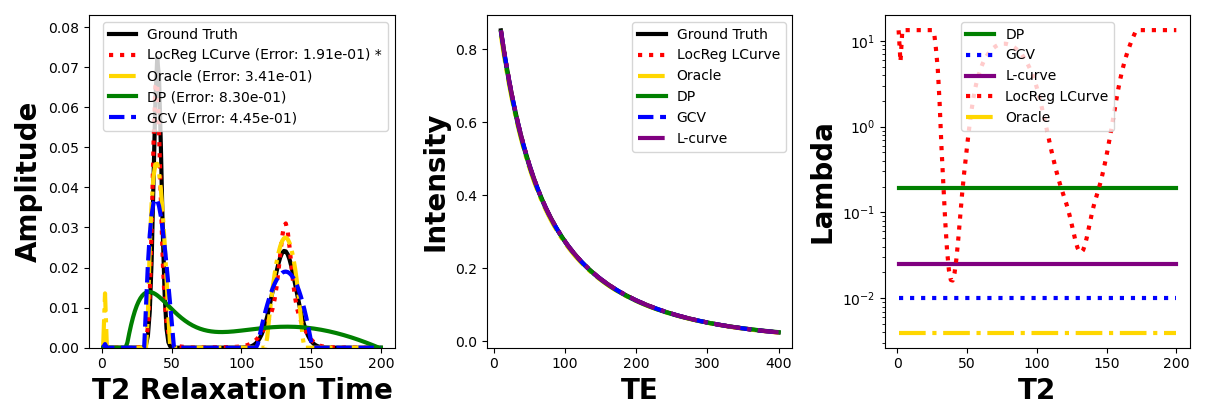 Amplitude
0.08
0.07
0.06
0.05
0.04
0.03
0.02
0.01
0.00
Ground Truth
LocReg LCurve (Error: 1.91e-01) *
Oracle (Error: 3.41e-01)
DP (Error: 8.30e-01)
GCV (Error: 4.45e-01)
0 50 100 150 200
T2 Relaxation Time
Intensity
0.8
0.6
0.4
0.2
0.0
Ground Truth
LocReg LCurve
Oracle
DP
GCV
L-curve
0 100 200 300 400
TE
Lambda
10^1
10^0
10^−1
10^−2
DP
GCV
L-curve
LocReg LCurve
Oracle
0 50 100 150 200
T2